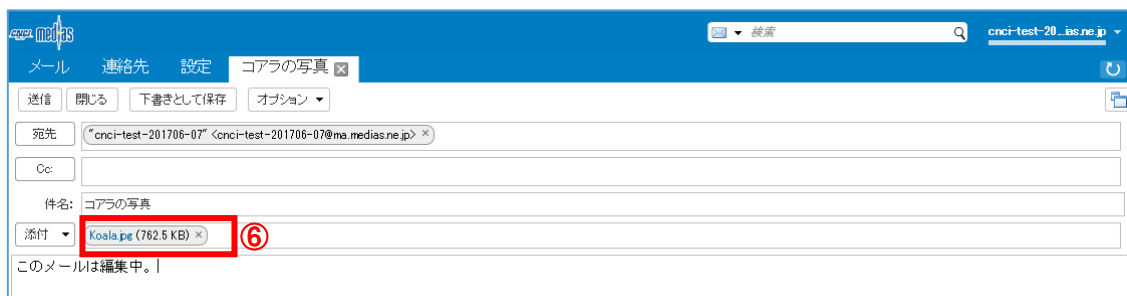 CNCI medias 検索 cnci-test-20...ias.ne.jp
メール 連絡先 設定 コアラの写真
送信 閉じる 下書きとして保存 オプション
宛先 "cnci-test-201706-07" <cnci-test-201706-07@ma.medias.ne.jp> ×
Cc:
件名: コアラの写真
添付 Koala.jpg (762.5 KB) × ⑥
このメールは編集中。